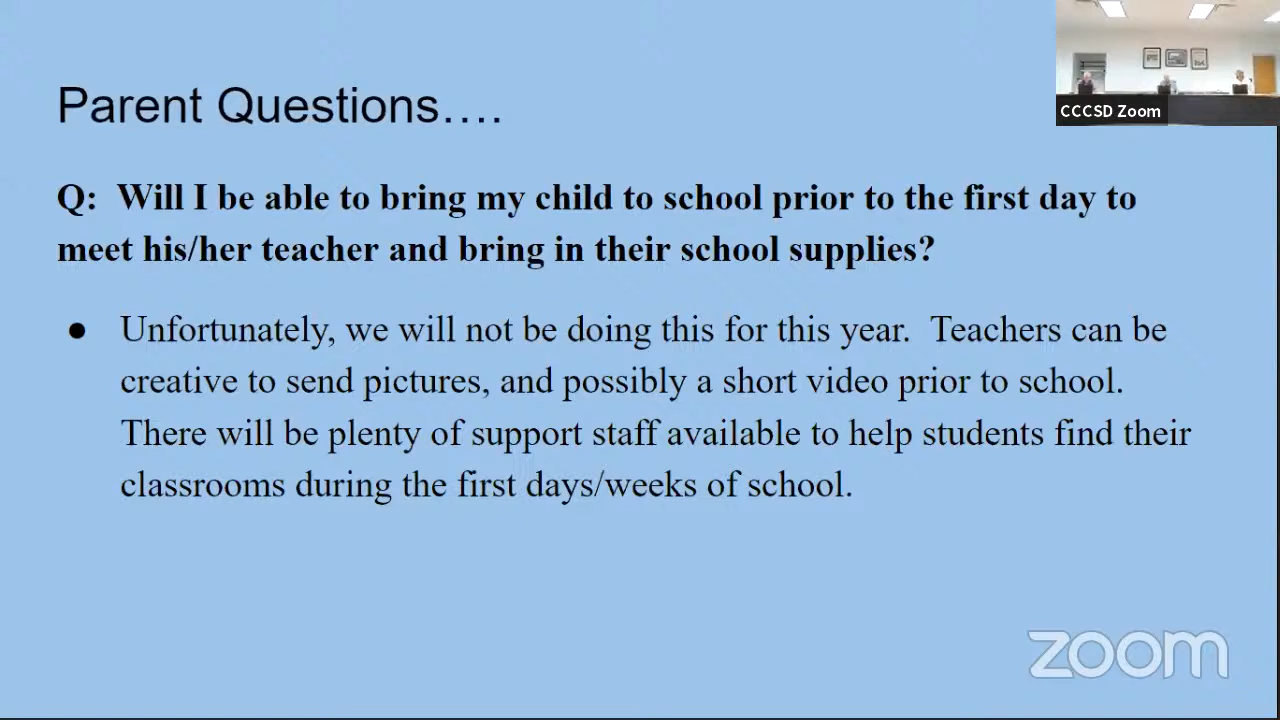 Parent Questions….
CCCSD Zoom
Q: Will I be able to bring my child to school prior to the first day to
meet his/her teacher and bring in their school supplies?
● Unfortunately, we will not be doing this for this year. Teachers can be
creative to send pictures, and possibly a short video prior to school.
There will be plenty of support staff available to help students find their
classrooms during the first days/weeks of school.
zoom